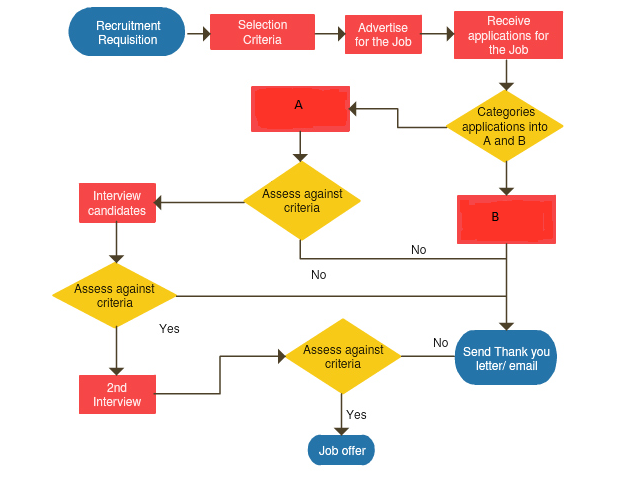 Recruitment
Requisition
Selection
Criteria
Advertise
for the Job
Receive
applications for
the Job
Categories
applications into
A and B
A
B
Assess against
criteria
Interview
candidates
No
No
Assess against
criteria
Yes
2nd
Interview
Assess against
criteria
No
Send Thank you
letter/ email
Yes
Job offer